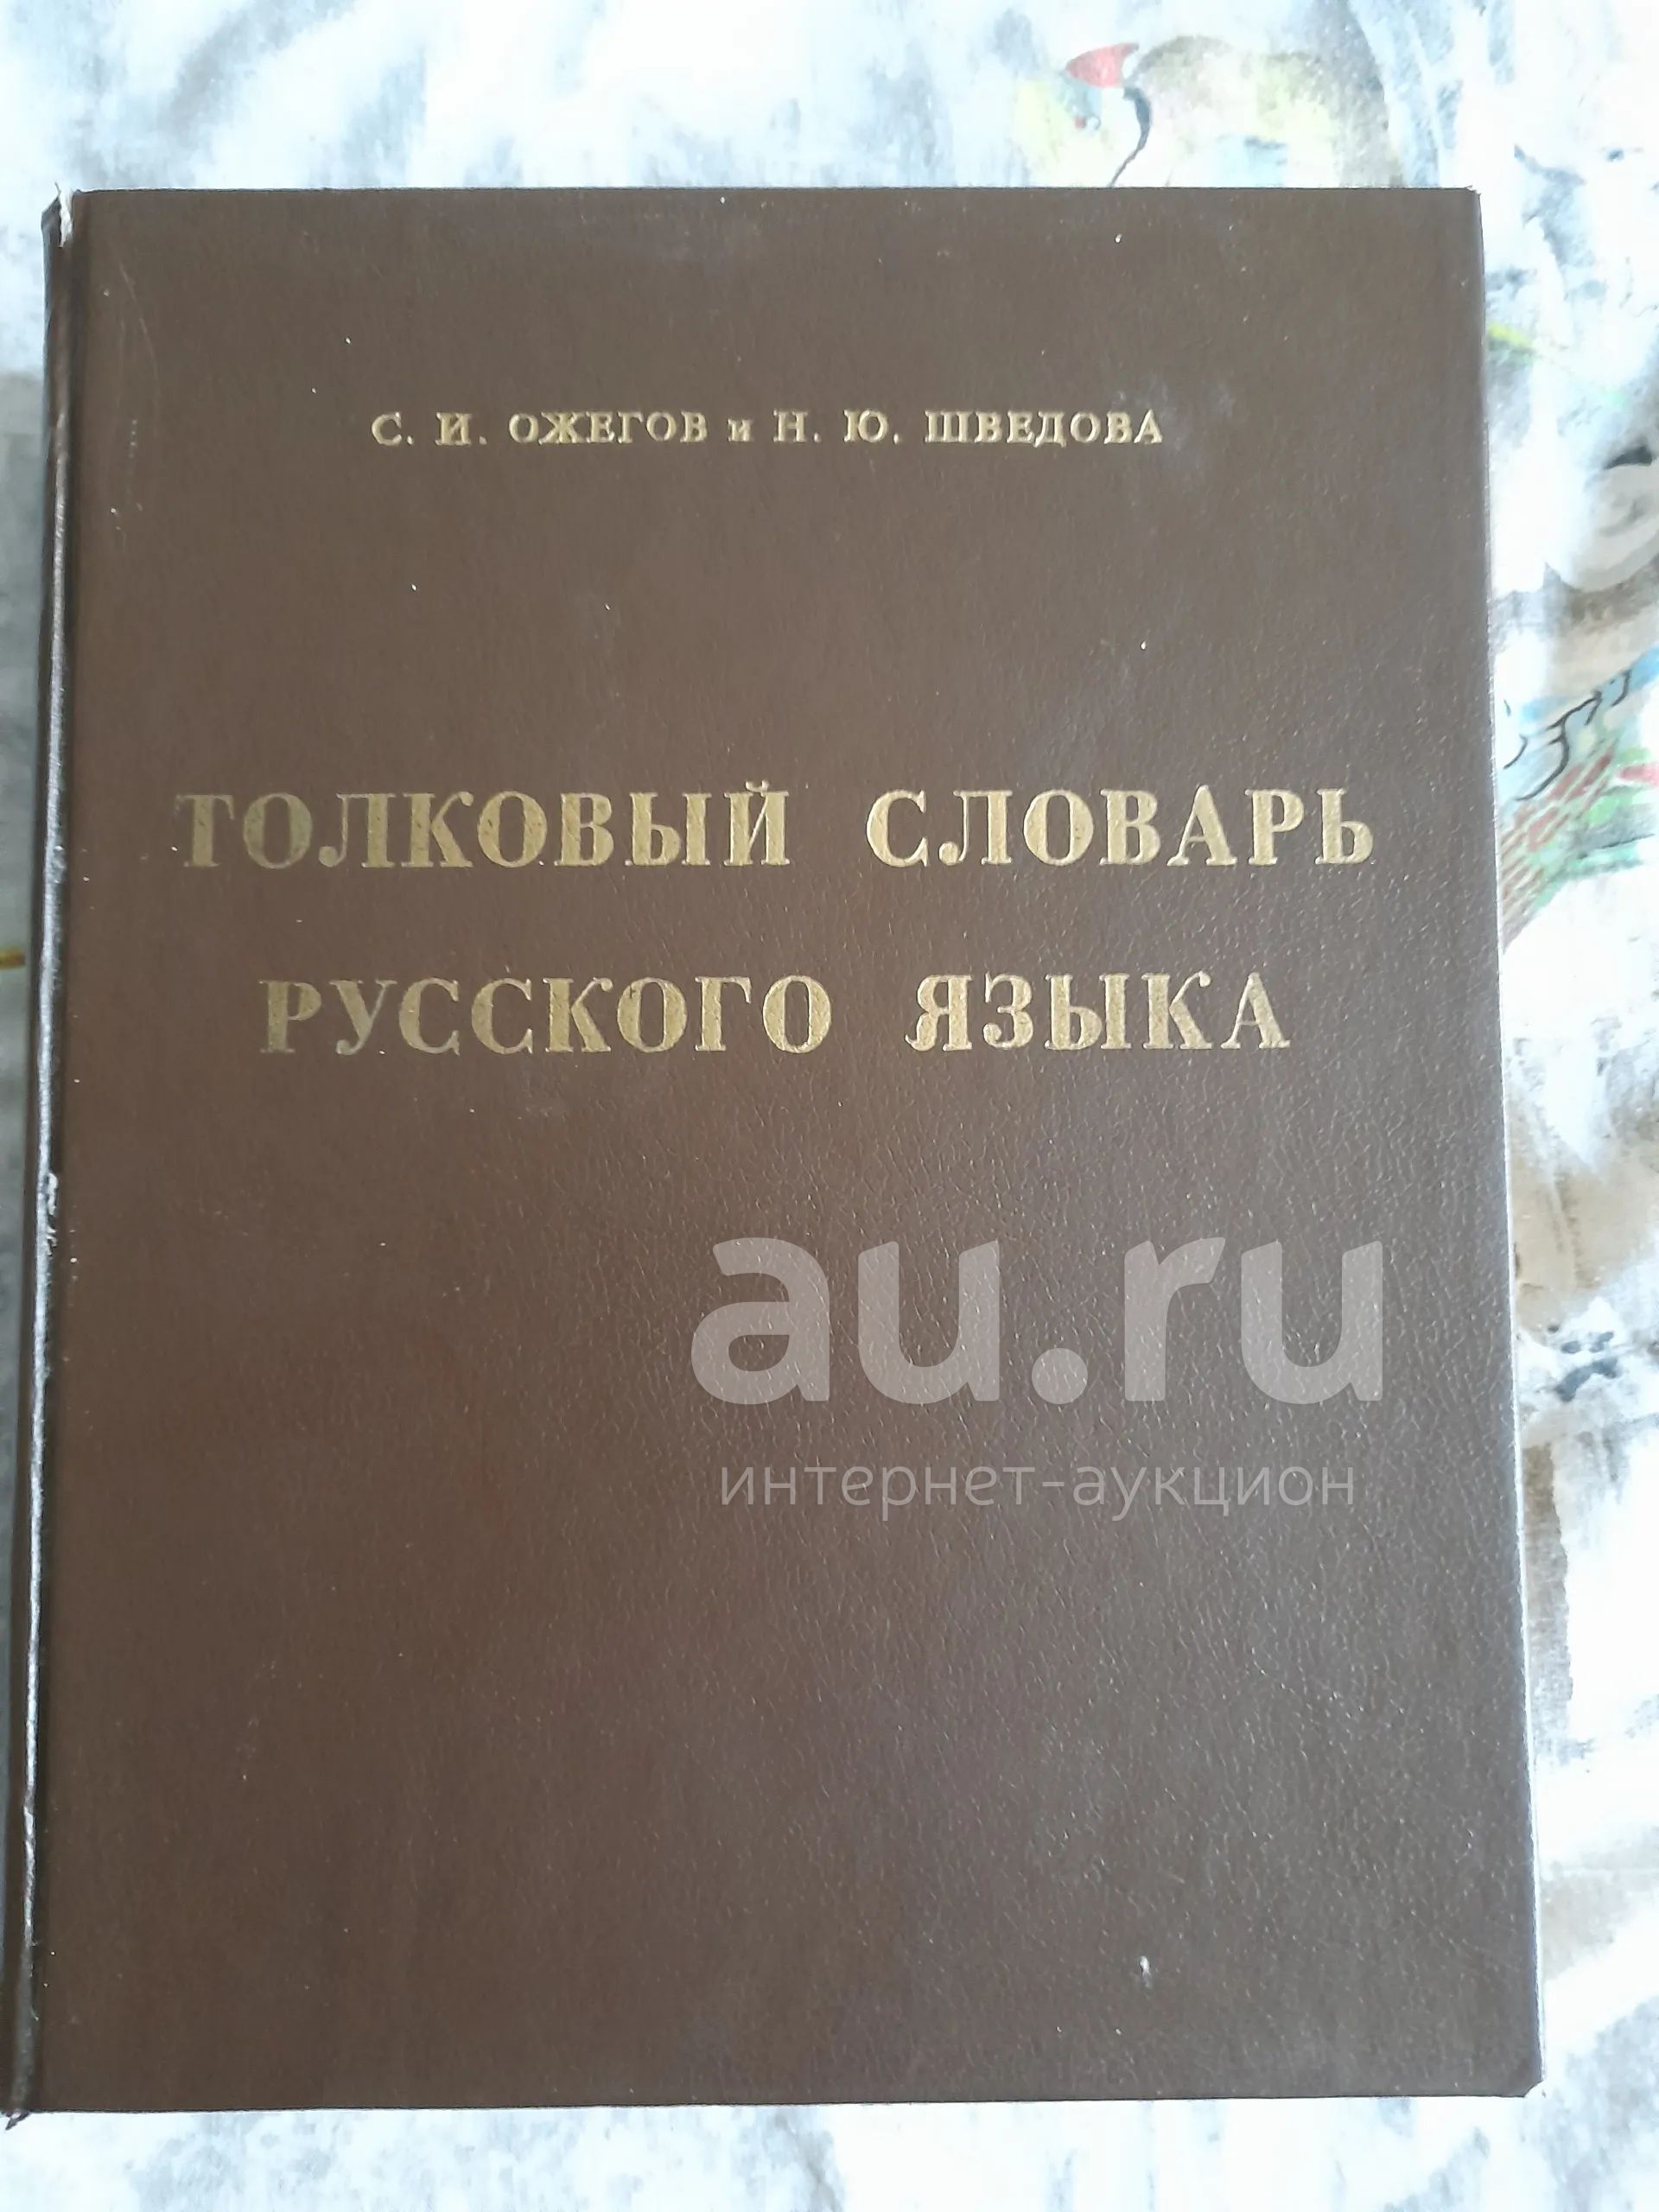 С. И. ОЖЕГОВ и Н. Ю. ШВЕДОВА
ТОЛКОВЫЙ СЛОВАРЬ
РУССКОГО ЯЗЫКА
au.ru
интернет-аукцион